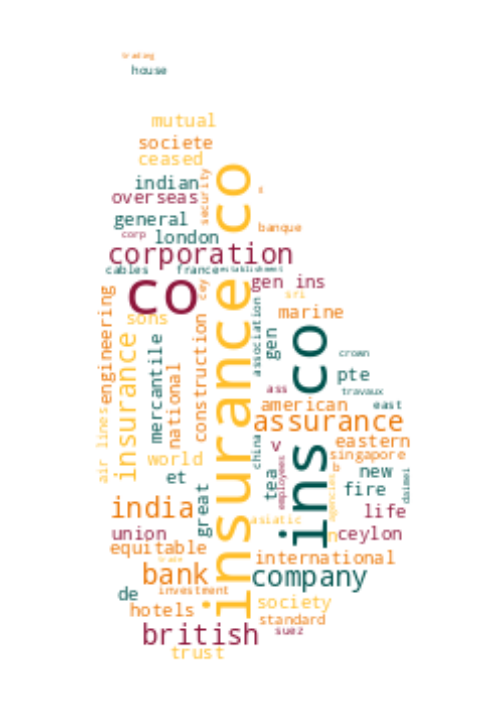 trading
house
mutual
societe
ceased
indian
security
overseas
general
corp
london
banque
insurance co
corporation
cables
france
establishment
gen ins
co
cey
sri
sons
marine
engineering
construction
association
gen
ins co
crown
insurance
mercantile
national
pte
travaux
ass
american
east
assurance
air lines
world
china
v
eastern
singapore
b
et
tea
employees
new
daimei
agencies
fire
india
great
life
asiatic
union
n
ceylon
equitable
trade
international
bank
company
de
investment
society
hotels
standard
british
suez
trust